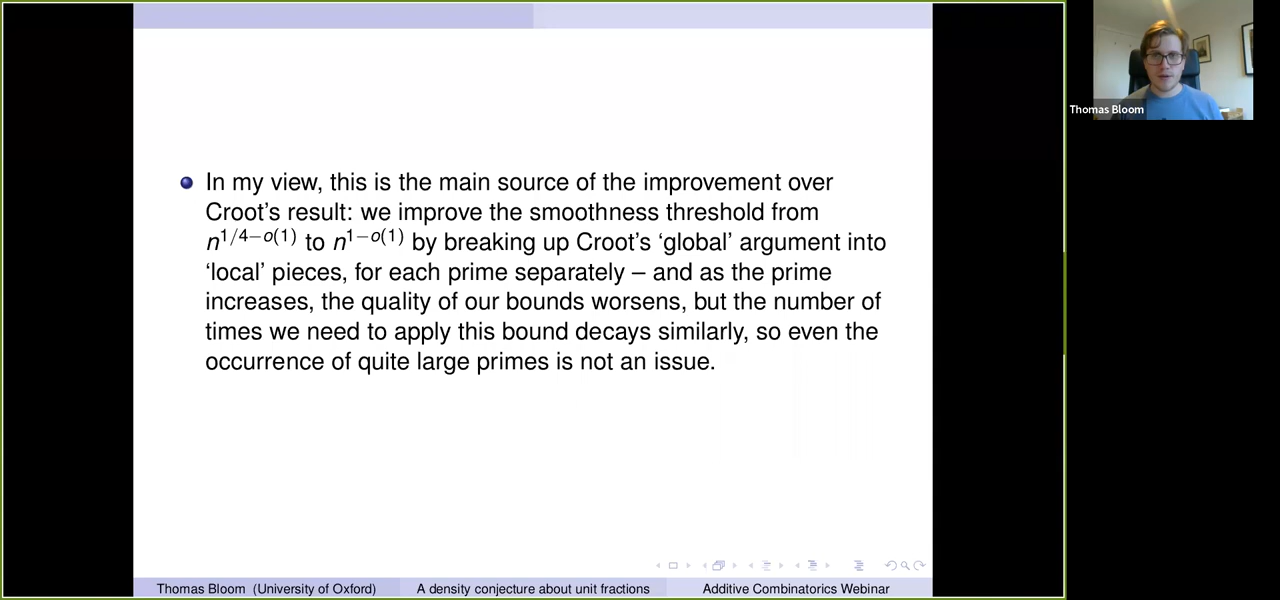 In my view, this is the main source of the improvement over
Croot's result: we improve the smoothness threshold from
n^{1/4−o(1)} to n^{1−o(1)} by breaking up Croot's 'global' argument into
'local' pieces, for each prime separately – and as the prime
increases, the quality of our bounds worsens, but the number of
times we need to apply this bound decays similarly, so even the
occurrence of quite large primes is not an issue.
Thomas Bloom (University of Oxford)
A density conjecture about unit fractions
Additive Combinatorics Webinar
Thomas Bloom